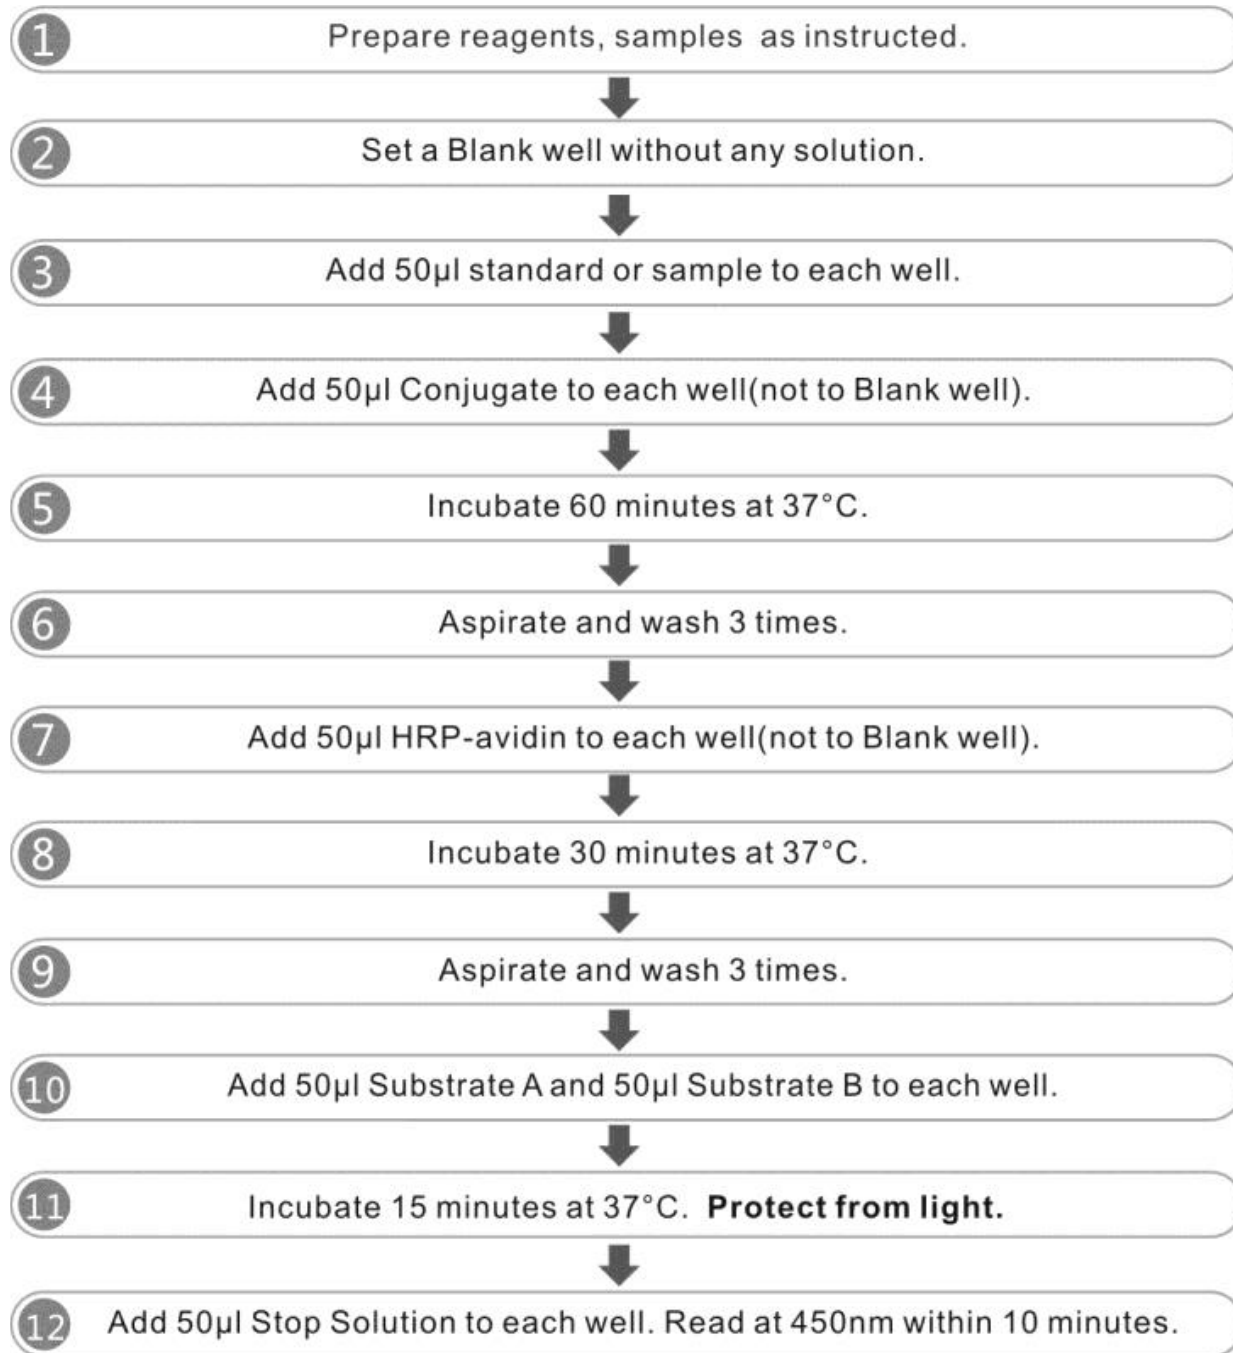 1 Prepare reagents, samples as instructed.
2 Set a Blank well without any solution.
3 Add 50µl standard or sample to each well.
4 Add 50µl Conjugate to each well(not to Blank well).
5 Incubate 60 minutes at 37°C.
6 Aspirate and wash 3 times.
7 Add 50µl HRP-avidin to each well(not to Blank well).
8 Incubate 30 minutes at 37°C.
9 Aspirate and wash 3 times.
10 Add 50µl Substrate A and 50µl Substrate B to each well.
11 Incubate 15 minutes at 37°C. Protect from light.
12 Add 50µl Stop Solution to each well. Read at 450nm within 10 minutes.